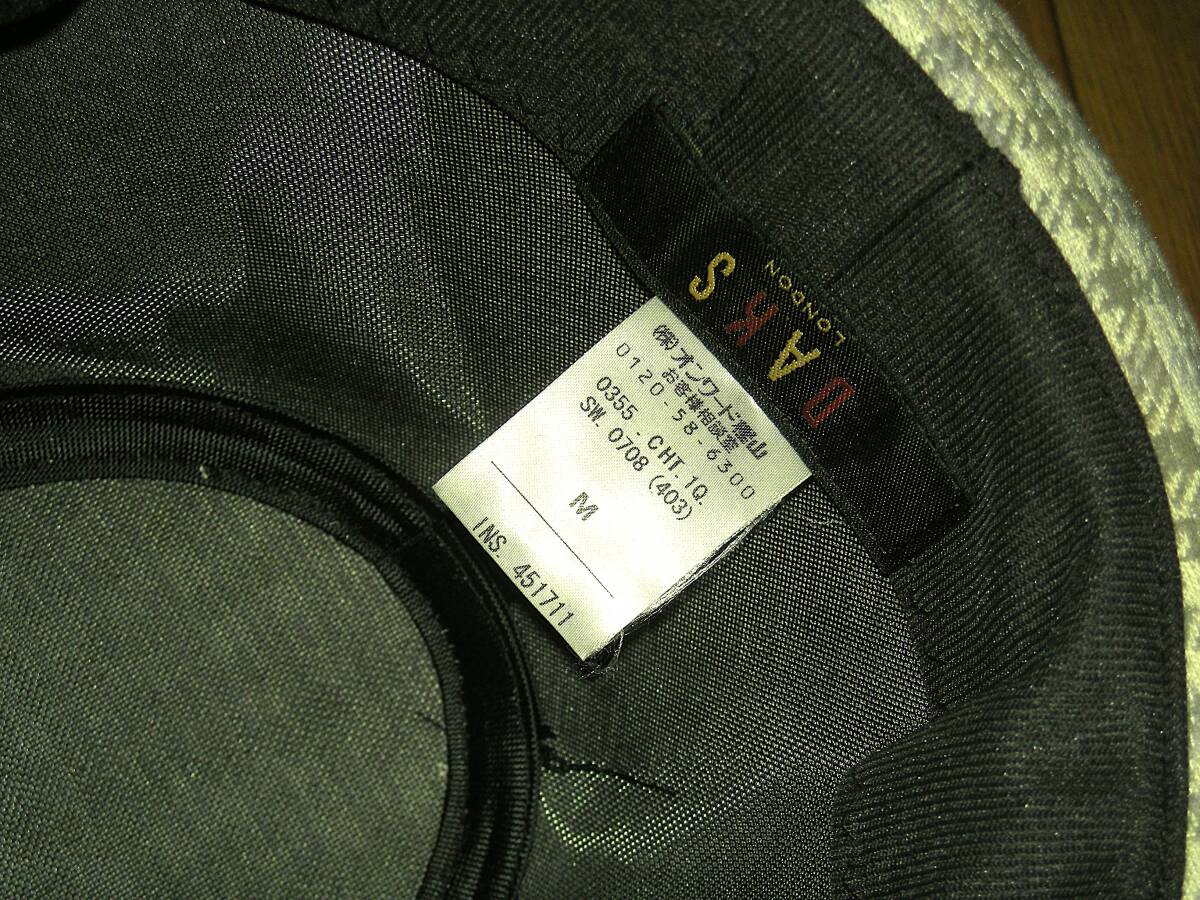 DAKS
LONDON
(株)オンワード樫山
お客様相談室
0120-58-6300
0355. CHT. 1Q.
SW. 0708 (403)
M
INS. 451711